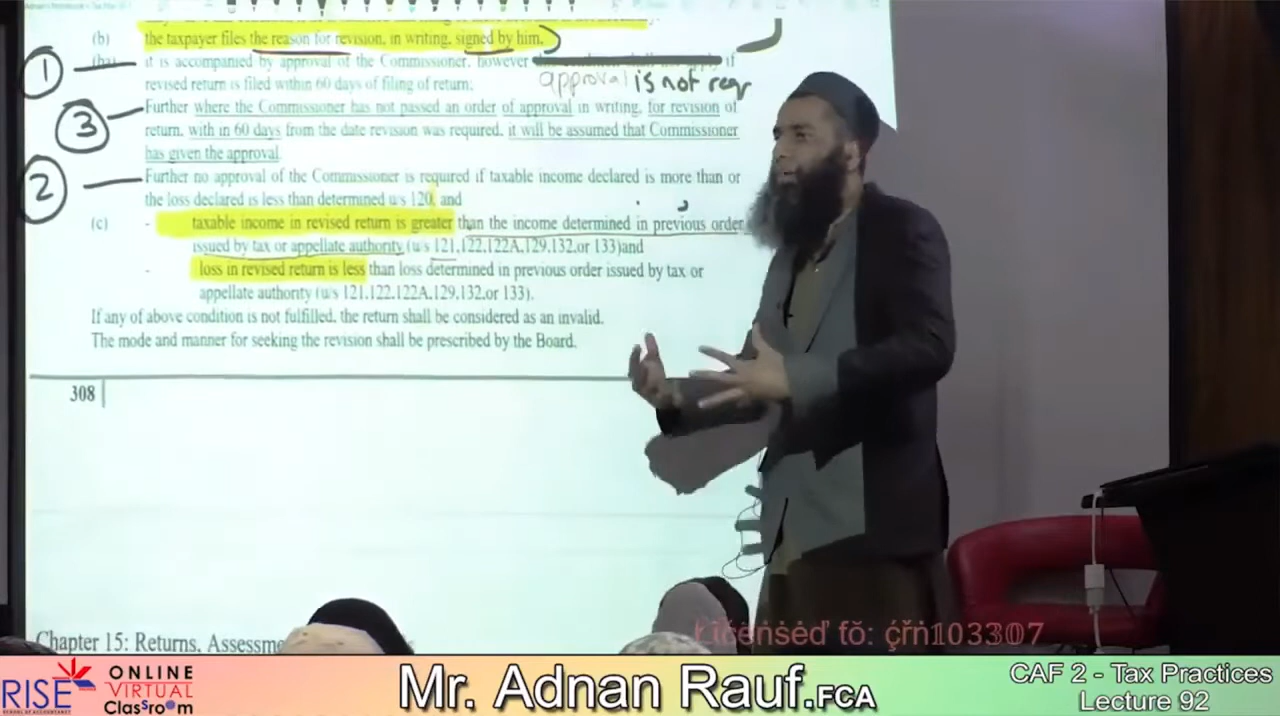 (b) the taxpayer files the reason for revision, in writing, signed by him,
1 (ba) it is accompanied by approval of the Commissioner, however if
approval is not req
revised return is filed within 60 days of filing of return;
3 Further where the Commissioner has not passed an order of approval in writing, for revision of
return, with in 60 days from the date revision was required, it will be assumed that Commissioner
has given the approval.
2 Further no approval of the Commissioner is required if taxable income declared is more than or
the loss declared is less than determined u/s 120, and
(c) - taxable income in revised return is greater than the income determined in previous order
issued by tax or appellate authority (u/s 121,122,122A,129,132,or 133)and
- loss in revised return is less than loss determined in previous order issued by tax or
appellate authority (u/s 121,122,122A,129,132,or 133).
If any of above condition is not fulfilled, the return shall be considered as an invalid.
The mode and manner for seeking the revision shall be prescribed by the Board.
308
Chapter 15: Returns,
Ļičėňsėď fŏ: ćřǹ103307
RISE
ONLINE
VIRTUAL
Classroom
Mr. Adnan Rauf.FCA
CAF 2 - Tax Practices
Lecture 92